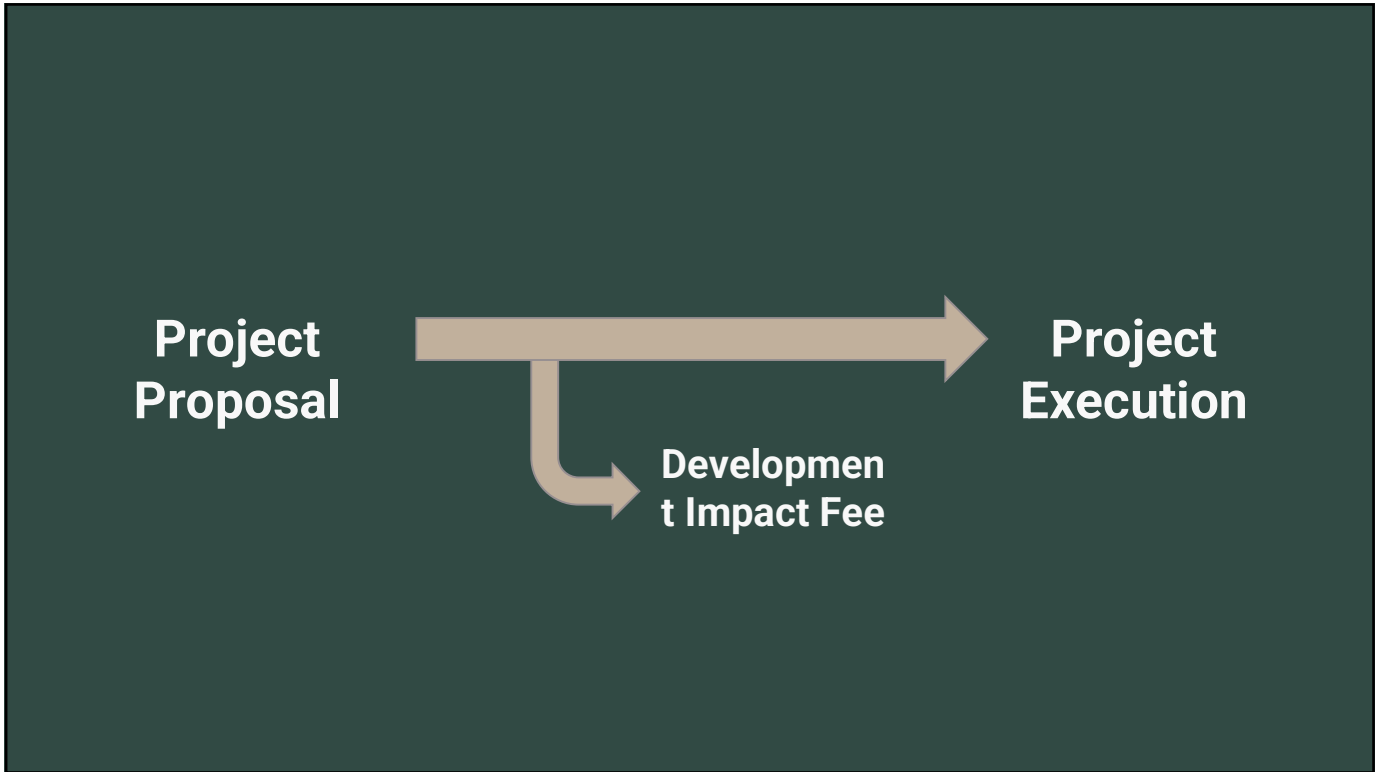 Project
Proposal
Project
Execution
Developmen
t Impact Fee